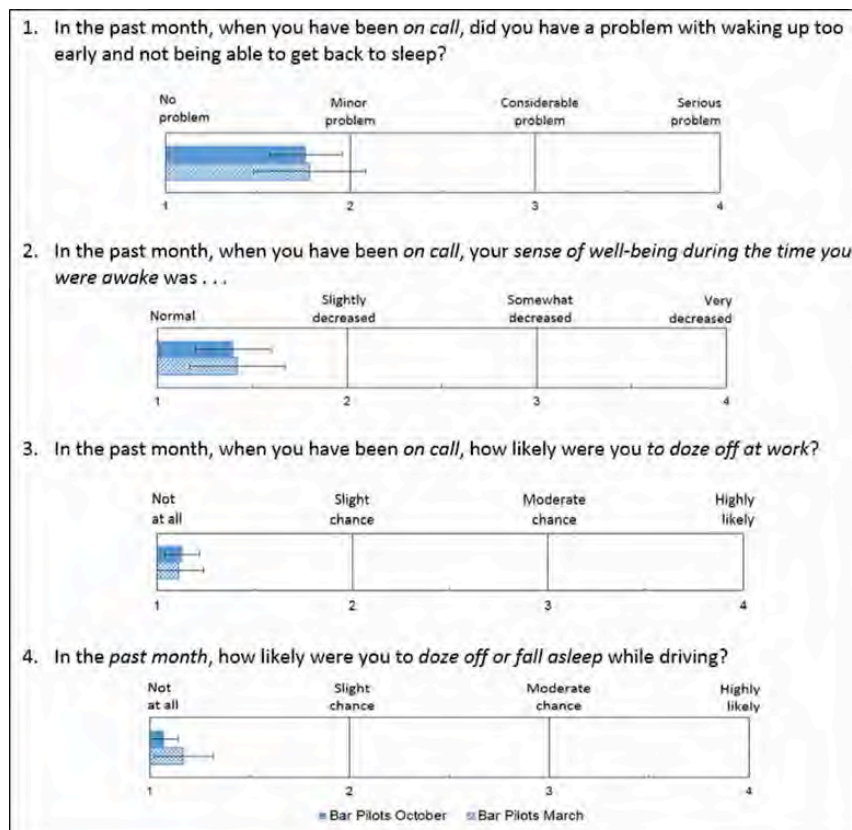 1. In the past month, when you have been on call, did you have a problem with waking up too
early and not being able to get back to sleep?
No problem Minor problem Considerable problem Serious problem
1 2 3 4
2. In the past month, when you have been on call, your sense of well-being during the time you
were awake was . . .
Normal Slightly decreased Somewhat decreased Very decreased
1 2 3 4
3. In the past month, when you have been on call, how likely were you to doze off at work?
Not at all Slight chance Moderate chance Highly likely
1 2 3 4
4. In the past month, how likely were you to doze off or fall asleep while driving?
Not at all Slight chance Moderate chance Highly likely
1 2 3 4
Bar Pilots October Bar Pilots March